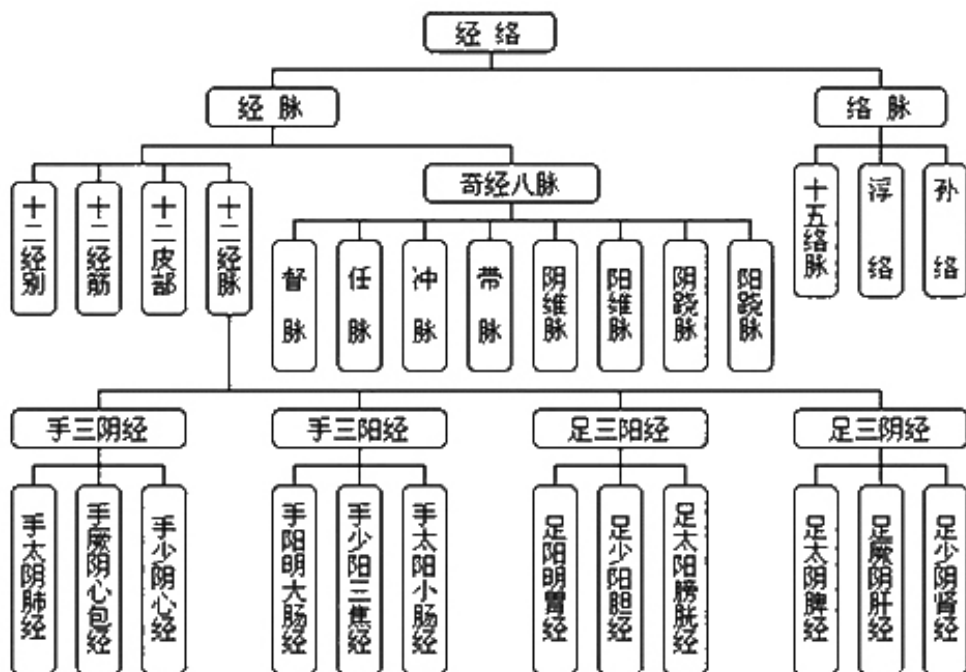 经络
经脉
络脉
十二经别
十二经筋
十二皮部
十二经脉
奇经八脉
十五络脉
浮络
孙络
督脉
任脉
冲脉
带脉
阴维脉
阳维脉
阴跷脉
阳跷脉
手三阴经
手三阳经
足三阳经
足三阴经
手太阴肺经
手厥阴心包经
手少阴心经
手阳明大肠经
手少阳三焦经
手太阳小肠经
足阳明胃经
足少阳胆经
足太阳膀胱经
足太阴脾经
足厥阴肝经
足少阴肾经